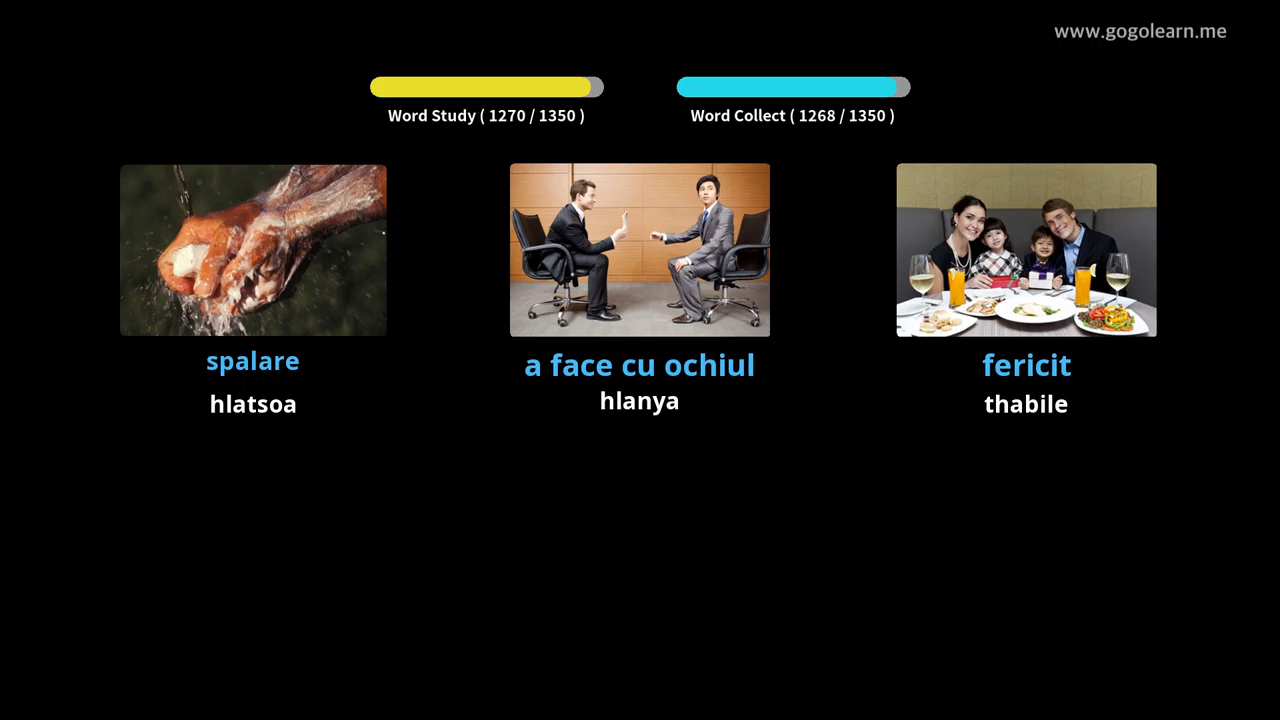 www.gogolearn.me
Word Study ( 1270 / 1350 )
Word Collect ( 1268 / 1350 )
spalare
hlatsoa
a face cu ochiul
hlanya
fericit
thabile